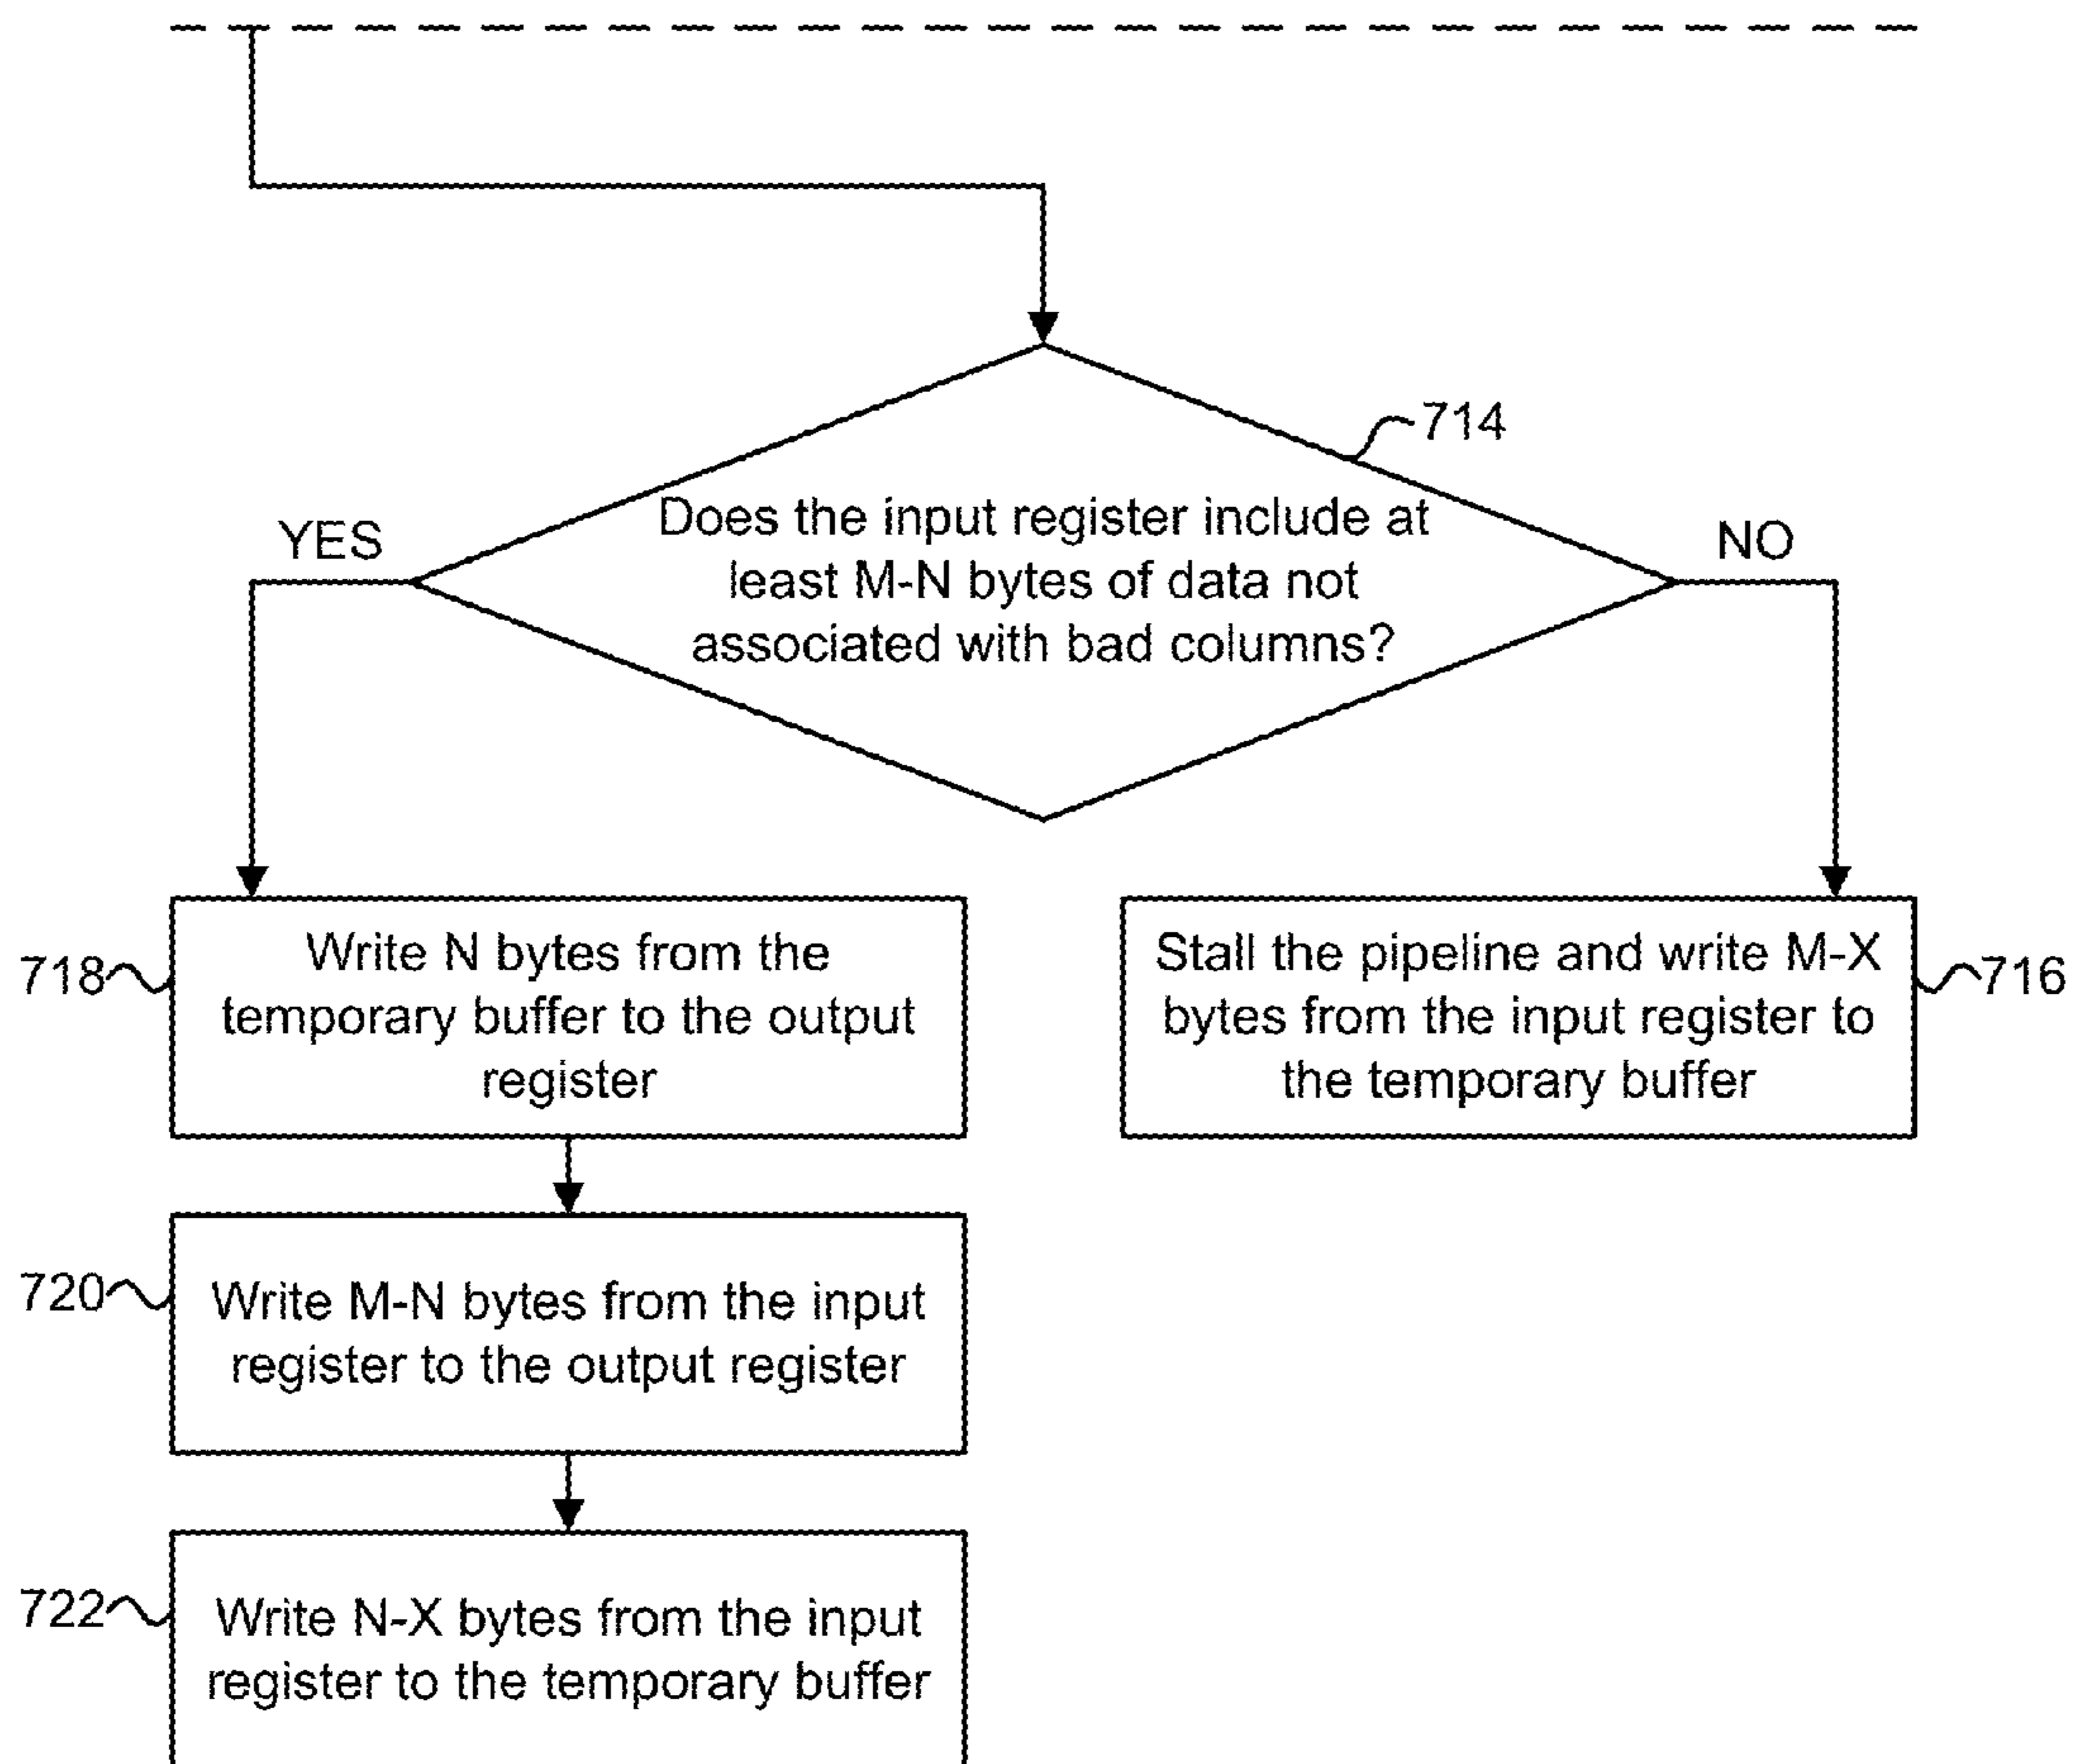 714
Does the input register include at
least M-N bytes of data not
associated with bad columns?
YES
NO
718
Write N bytes from the
temporary buffer to the output
register
Stall the pipeline and write M-X
bytes from the input register to
the temporary buffer
716
720
Write M-N bytes from the input
register to the output register
722
Write N-X bytes from the input
register to the temporary buffer